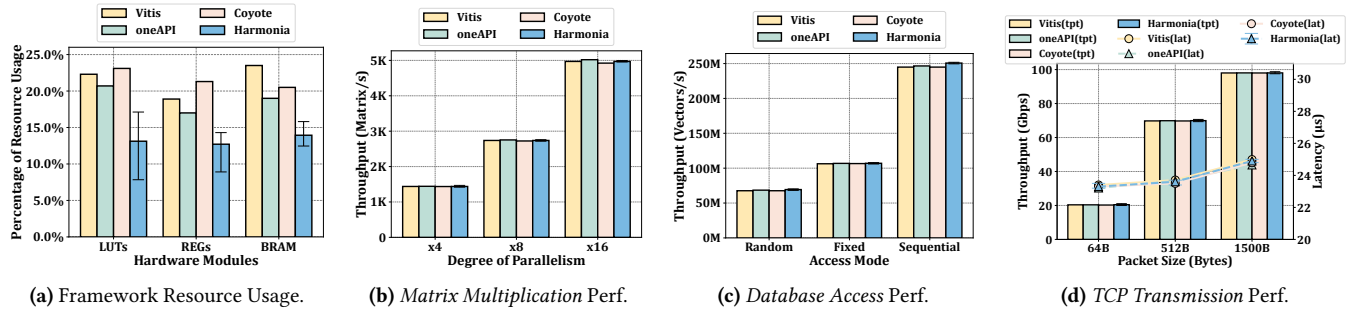 Vitis
Coyote
oneAPI
Harmonia
25.0%
20.0%
15.0%
10.0%
5.0%
0.0%
Percentage of Resource Usage
LUTs
REGs
BRAM
Hardware Modules
(a) Framework Resource Usage.
Vitis
Coyote
oneAPI
Harmonia
5K
3K
2K
1K
0
Throughput (Matrix/s)
x4
x8
x16
Degree of Parallelism
(b) Matrix Multiplication Perf.
Vitis
Coyote
oneAPI
Harmonia
250M
200M
150M
100M
50M
0M
Throughput (Vectors/s)
Random
Fixed
Sequential
Access Mode
(c) Database Access Perf.
Vitis(tpt)
Harmonia(tpt)
Coyote(lat)
oneAPI(tpt)
Vitis(lat)
Harmonia(lat)
Coyote(tpt)
oneAPI(lat)
100
80
60
40
20
0
Throughput (Gbps)
30
28
26
24
22
20
Latency (μs)
64B
512B
1500B
Packet Size (Bytes)
(d) TCP Transmission Perf.